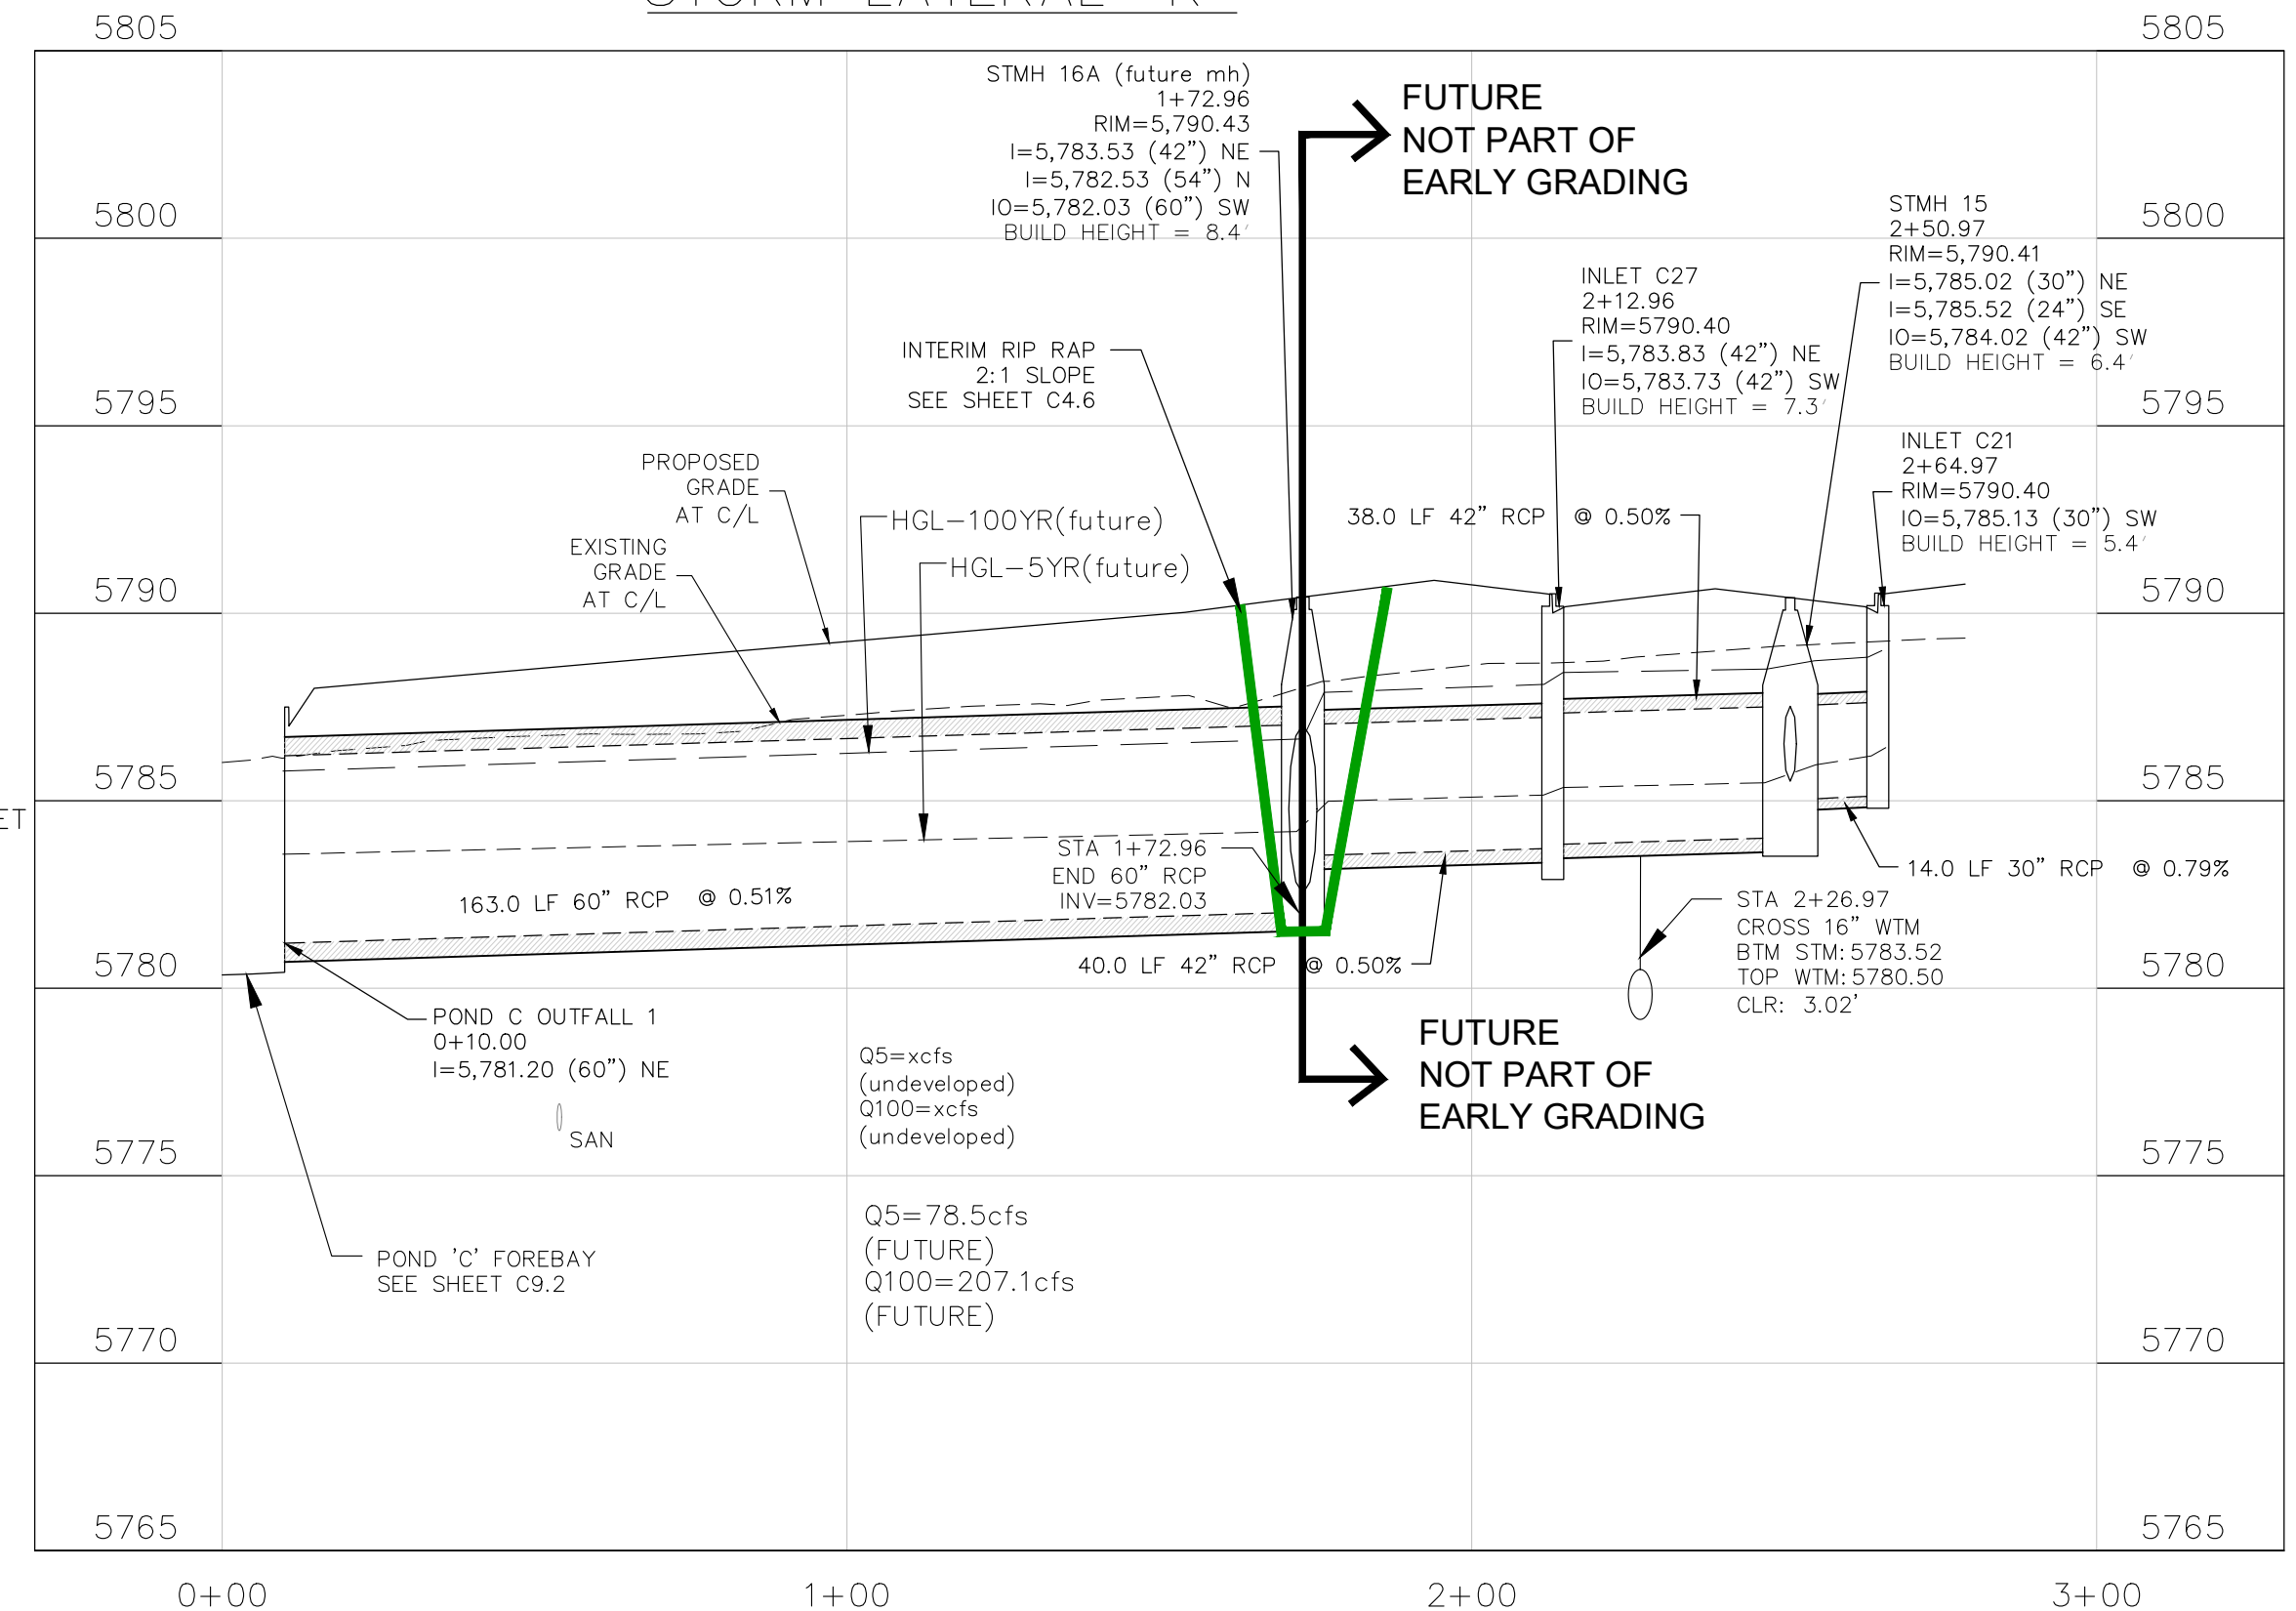 STORM LATERAL K
5805
5805
STMH 16A (future mh)
1+72.96
RIM=5,790.43
I=5,783.53 (42”) NE
I=5,782.53 (54”) N
IO=5,782.03 (60”) SW
BUILD HEIGHT = 8.4'
FUTURE
NOT PART OF
EARLY GRADING
5800
5800
STMH 15
2+50.97
RIM=5,790.41
I=5,785.02 (30”) NE
I=5,785.52 (24”) SE
IO=5,784.02 (42”) SW
BUILD HEIGHT = 6.4'
INLET C27
2+12.96
RIM=5790.40
I=5,783.83 (42”) NE
IO=5,783.73 (42”) SW
BUILD HEIGHT = 7.3'
INTERIM RIP RAP
2:1 SLOPE
SEE SHEET C4.6
5795
5795
INLET C21
2+64.97
RIM=5790.40
IO=5,785.13 (30”) SW
BUILD HEIGHT = 5.4'
PROPOSED
GRADE
AT C/L
EXISTING
GRADE
AT C/L
HGL-100YR(future)
HGL-5YR(future)
38.0 LF 42” RCP @ 0.50%
5790
5790
5785
5785
ET
STA 1+72.96
END 60” RCP
INV=5782.03
163.0 LF 60” RCP @ 0.51%
14.0 LF 30” RCP @ 0.79%
STA 2+26.97
CROSS 16” WTM
BTM STM:5783.52
TOP WTM:5780.50
CLR: 3.02'
40.0 LF 42” RCP @ 0.50%
5780
5780
POND C OUTFALL 1
0+10.00
I=5,781.20 (60”) NE
SAN
Q5=xcfs
(undeveloped)
Q100=xcfs
(undeveloped)
FUTURE
NOT PART OF
EARLY GRADING
5775
5775
Q5=78.5cfs
(FUTURE)
Q100=207.1cfs
(FUTURE)
POND 'C' FOREBAY
SEE SHEET C9.2
5770
5770
5765
5765
0+00
1+00
2+00
3+00